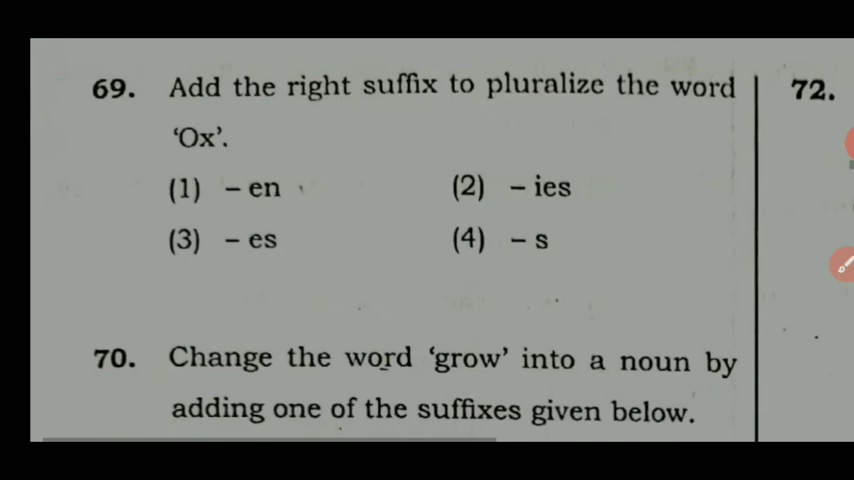 69. Add the right suffix to pluralize the word
‘Ox’.
(1) – en (2) – ies
(3) – es (4) – s
70. Change the word ‘grow’ into a noun by
adding one of the suffixes given below.
72.